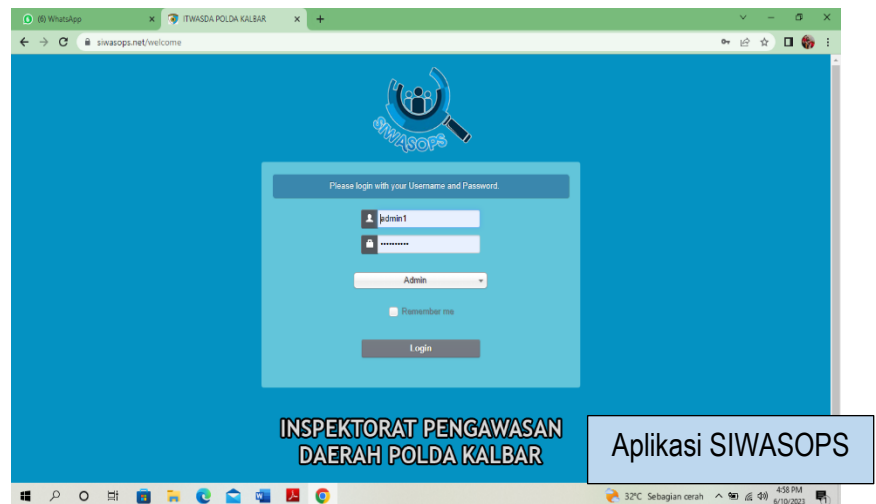 (6) WhatsApp
ITWASDA POLDA KALBAR
siwasops.net/welcome
SIWASOPS
Please login with your Username and Password.
admin1
Admin
Remember me
Login
INSPEKTORAT PENGAWASAN
DAERAH POLDA KALBAR
Aplikasi SIWASOPS
32°C Sebagian cerah
4:58 PM
6/10/2023